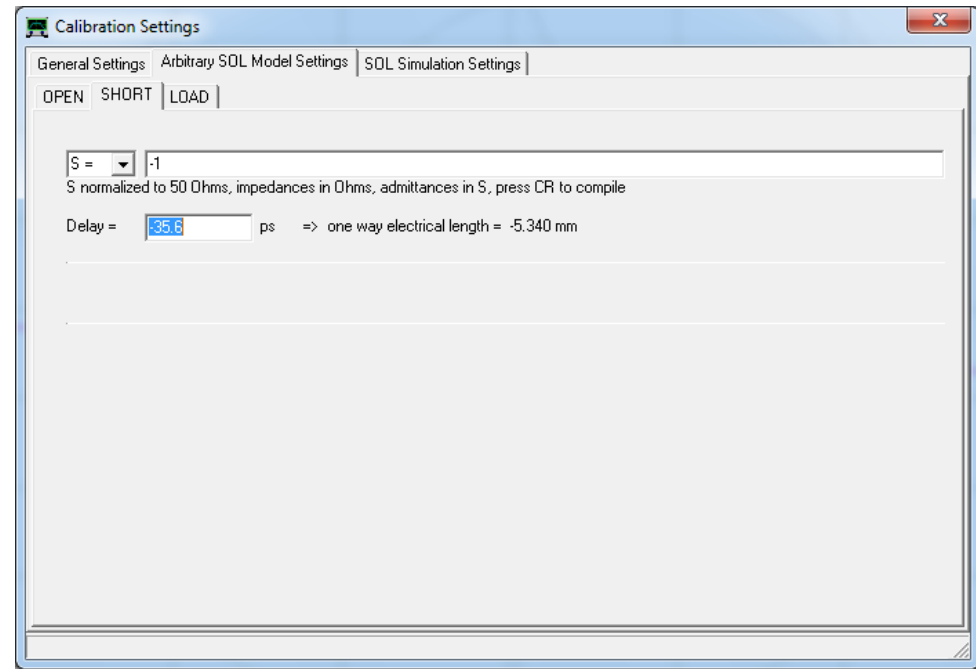 Calibration Settings
General Settings Arbitrary SOL Model Settings SOL Simulation Settings
OPEN SHORT LOAD
S = -1
S normalized to 50 Ohms, impedances in Ohms, admittances in S, press CR to compile
Delay = -35.6 ps => one way electrical length = -5.340 mm